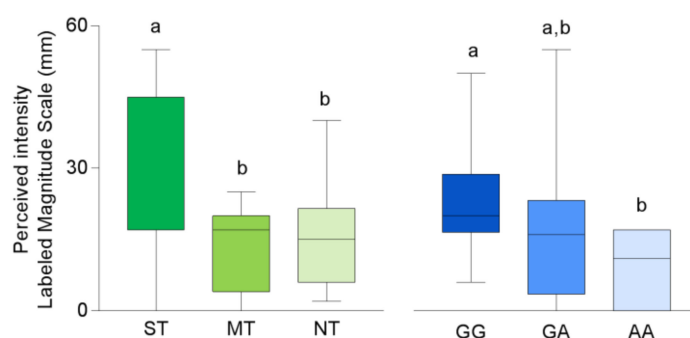 Perceived intensity
Labeled Magnitude Scale (mm)
60
30
0
a
b
b
a
a,b
b
ST MT NT
GG GA AA